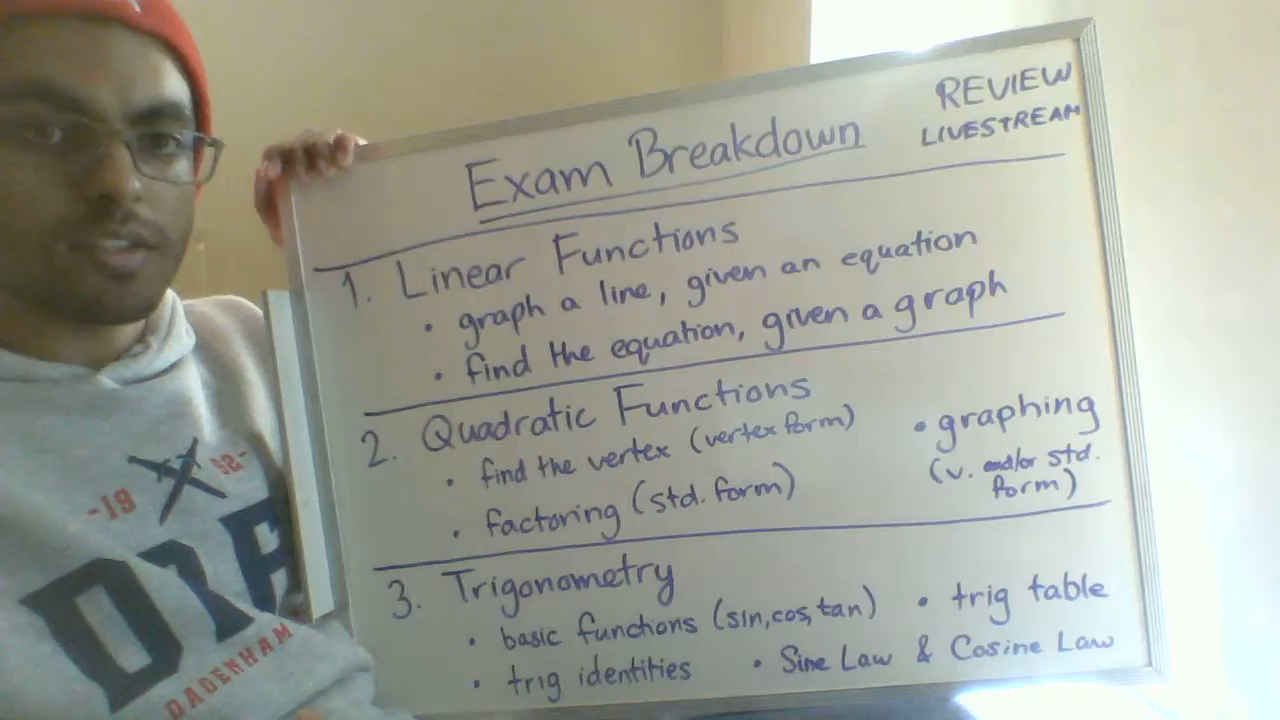 REVIEW
LIVESTREAM
Exam Breakdown
1. Linear Functions
• graph a line, given an equation
• find the equation, given a graph
2. Quadratic Functions
• find the vertex (vertex form)
• factoring (std. form)
• graphing
(v. and/or std.
form)
3. Trigonometry
• basic functions (sin, cos, tan)
• trig table
• trig identities
• Sine Law & Cosine Law
-19
92-
DAGENHAM